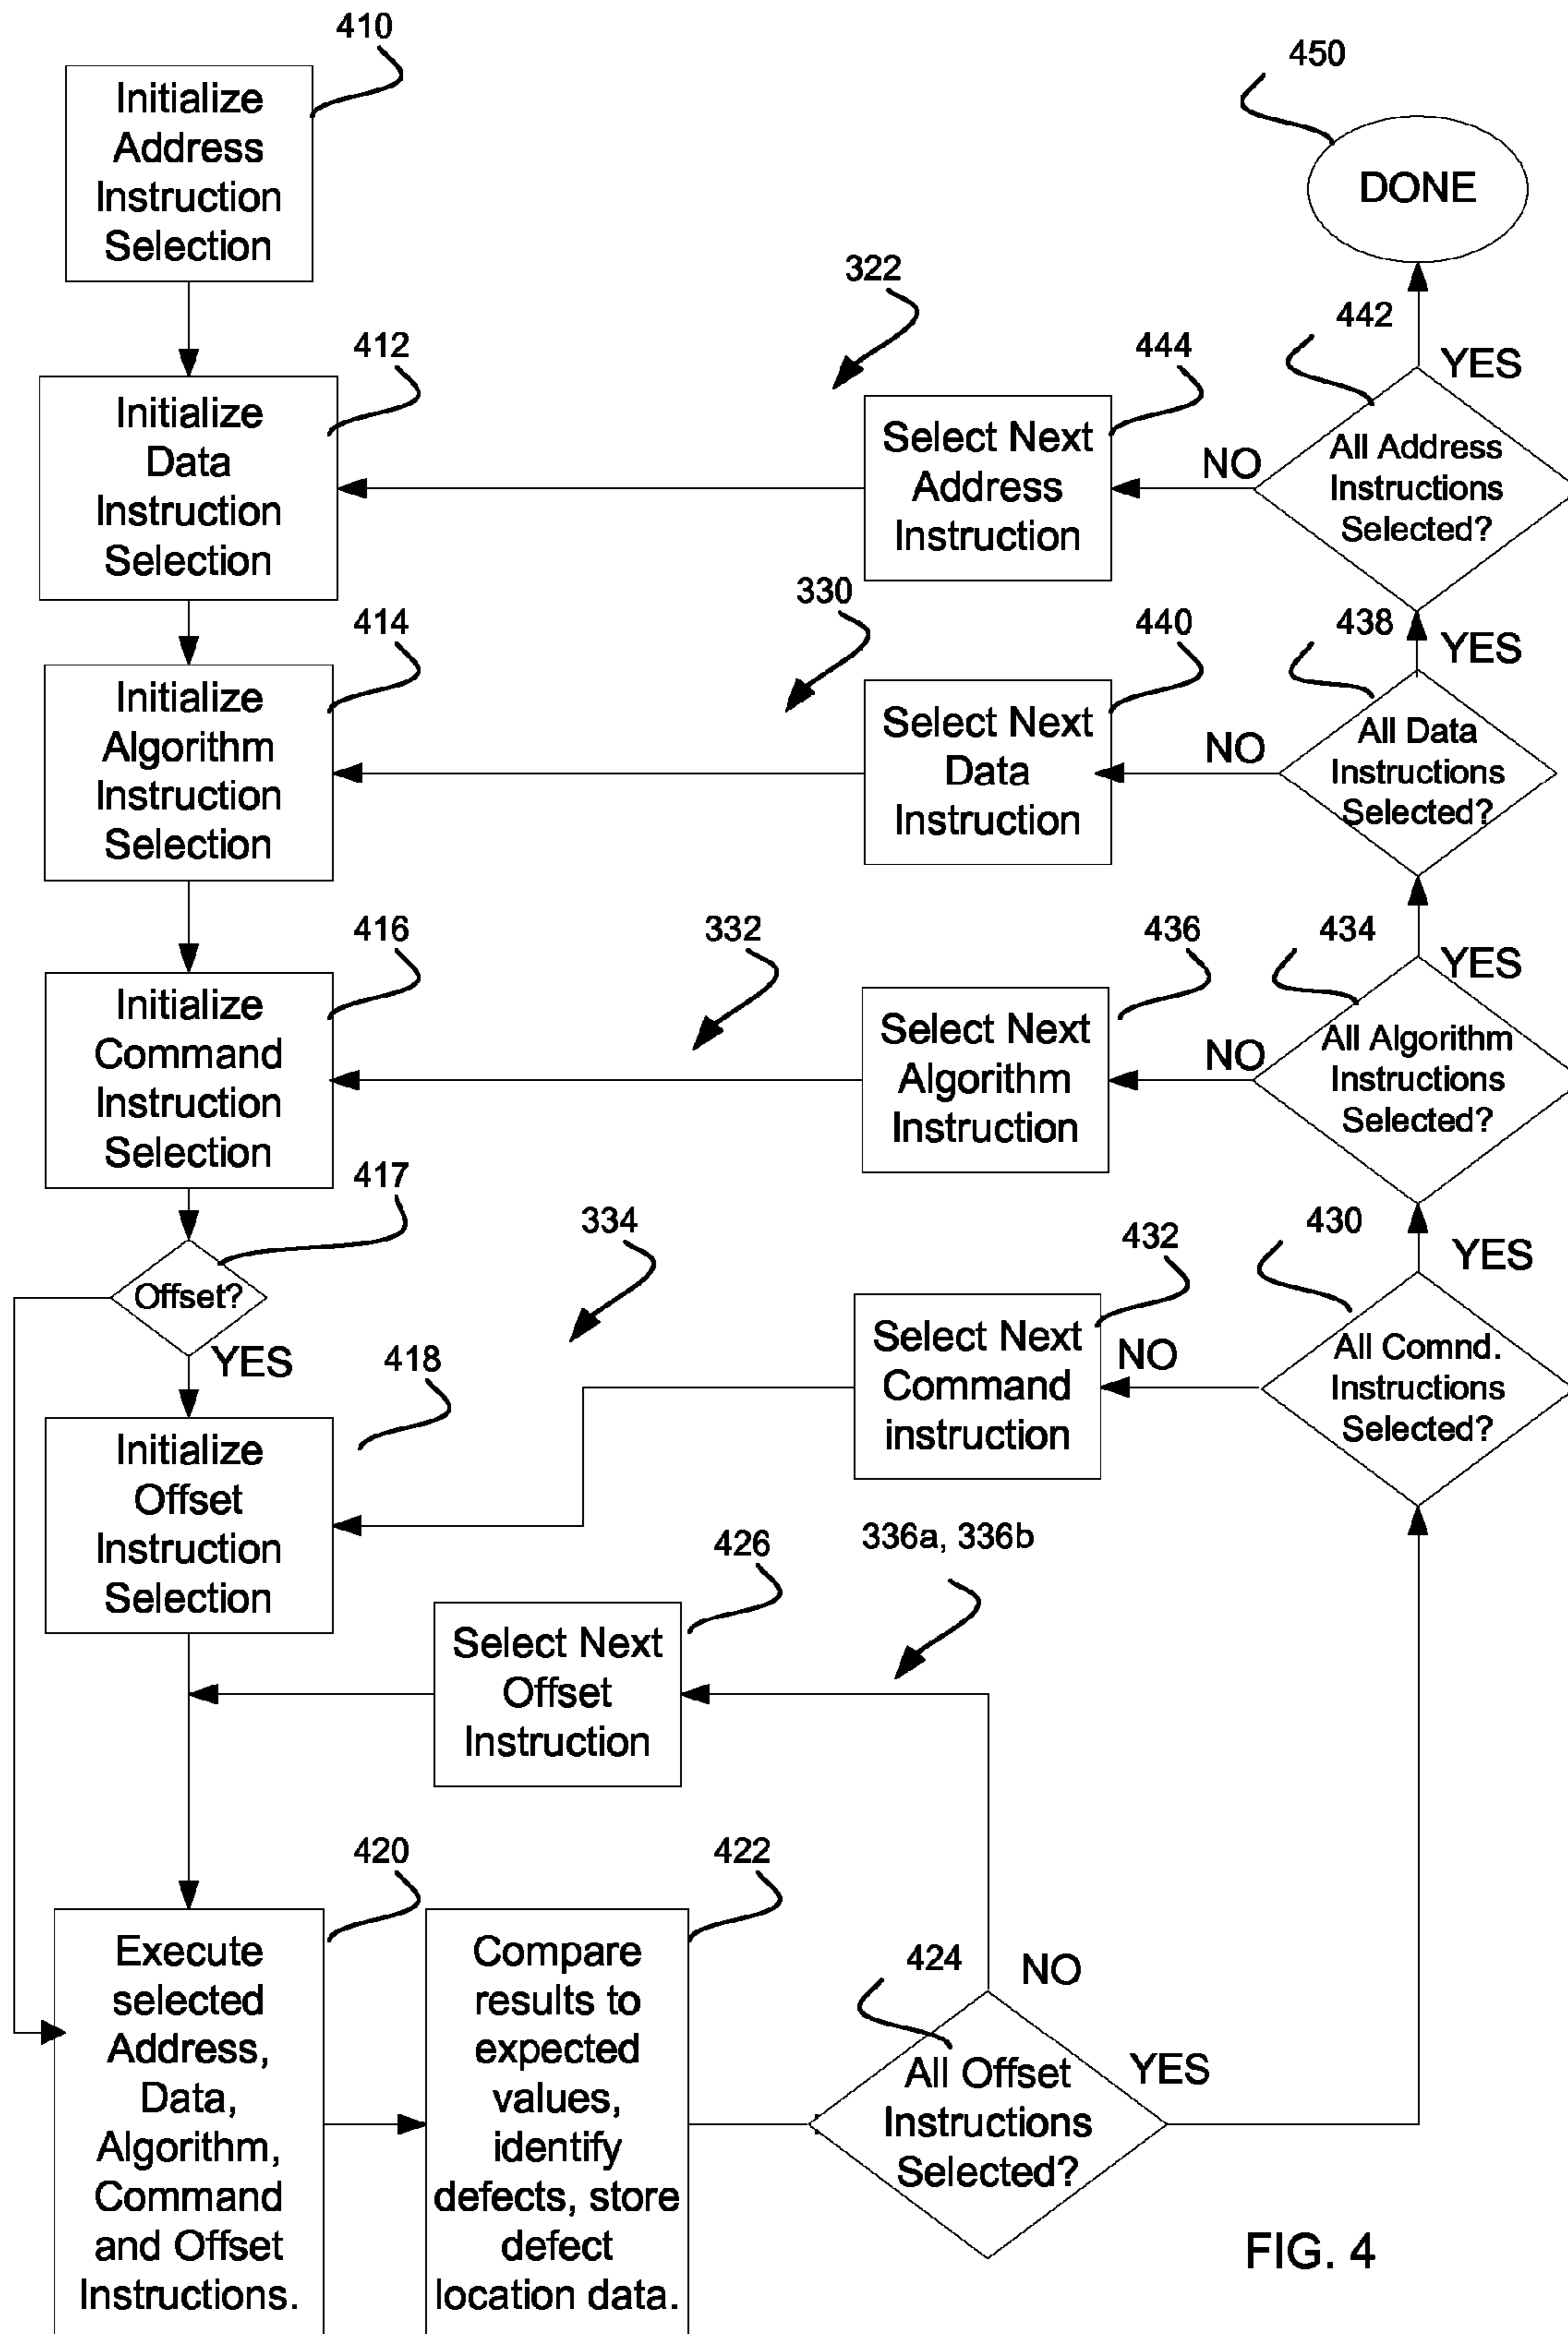 410
Initialize
Address
Instruction
Selection
450
DONE
322
442
YES
412
Initialize
Data
Instruction
Selection
444
Select Next
Address
Instruction
NO
All Address
Instructions
Selected?
330
414
Initialize
Algorithm
Instruction
Selection
440
Select Next
Data
Instruction
438
YES
NO
All Data
Instructions
Selected?
416
Initialize
Command
Instruction
Selection
332
436
Select Next
Algorithm
Instruction
434
YES
NO
All Algorithm
Instructions
Selected?
417
Offset?
YES
334
432
Select Next
Command
instruction
430
YES
NO
All Comnd.
Instructions
Selected?
418
Initialize
Offset
Instruction
Selection
426
Select Next
Offset
Instruction
336a, 336b
420
Execute
selected
Address,
Data,
Algorithm,
Command
and Offset
Instructions.
422
Compare
results to
expected
values,
identify
defects, store
defect
location data.
424
NO
All Offset
Instructions
Selected?
YES
FIG. 4